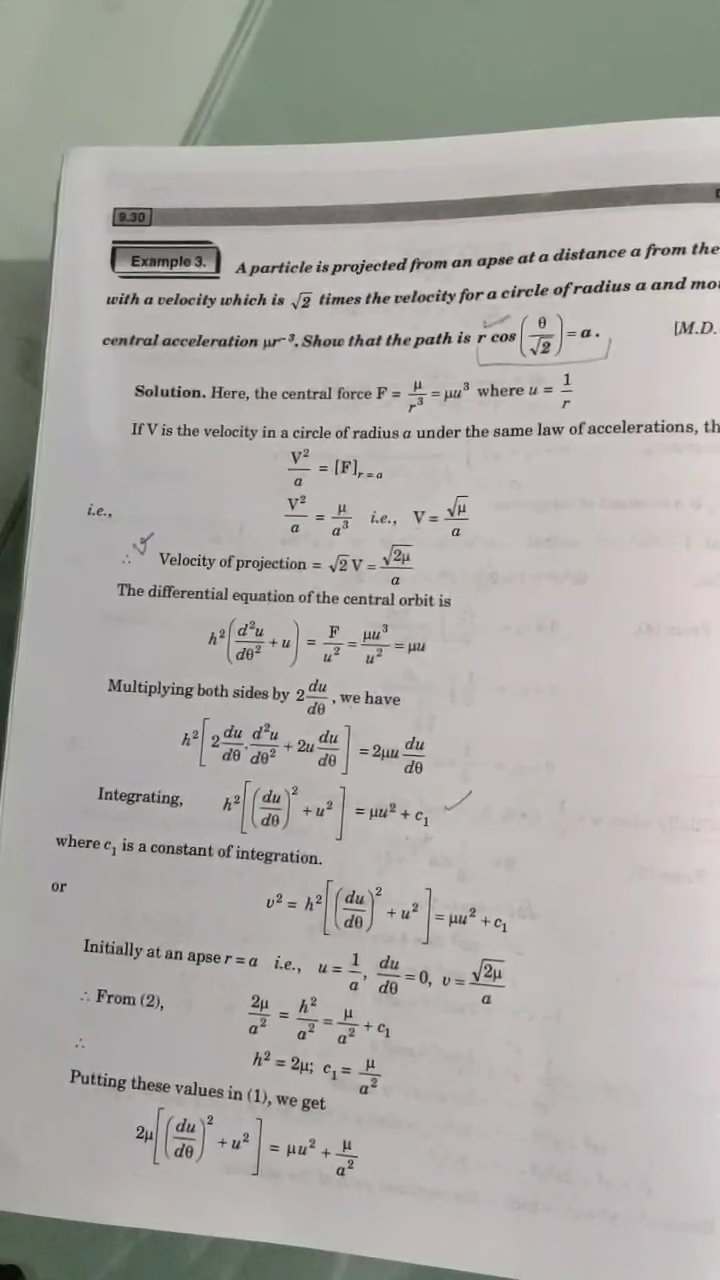 9.30
Example 3. A particle is projected from an apse at a distance a from the
with a velocity which is √2 times the velocity for a circle of radius a and
central acceleration μr⁻³. Show that the path is r cos (θ/√2) = a. [M.D.
Solution. Here, the central force F = μ/r³ = μu³ where u = 1/r
If V is the velocity in a circle of radius a under the same law of accelerations,
V²/a = [F]ᵣ₌ₐ
i.e., V²/a = μ/a³ i.e., V = √μ/a
∴ Velocity of projection = √2 V = √(2μ)/a
The differential equation of the central orbit is
h²(d²u/dθ² + u) = F/u² = μu³/u² = μu
Multiplying both sides by 2 du/dθ, we have
h²[2 du/dθ · d²u/dθ² + 2u du/dθ] = 2μu du/dθ
Integrating, h²[(du/dθ)² + u²] = μu² + c₁
where c₁ is a constant of integration.
or v² = h²[(du/dθ)² + u²] = μu² + c₁
Initially at an apse r = a i.e., u = 1/a, du/dθ = 0, v = √(2μ)/a
∴ From (2), 2μ/a² = h²/a² = μ/a² + c₁
∴ h² = 2μ; c₁ = μ/a²
Putting these values in (1), we get
2μ[(du/dθ)² + u²] = μu² + μ/a²